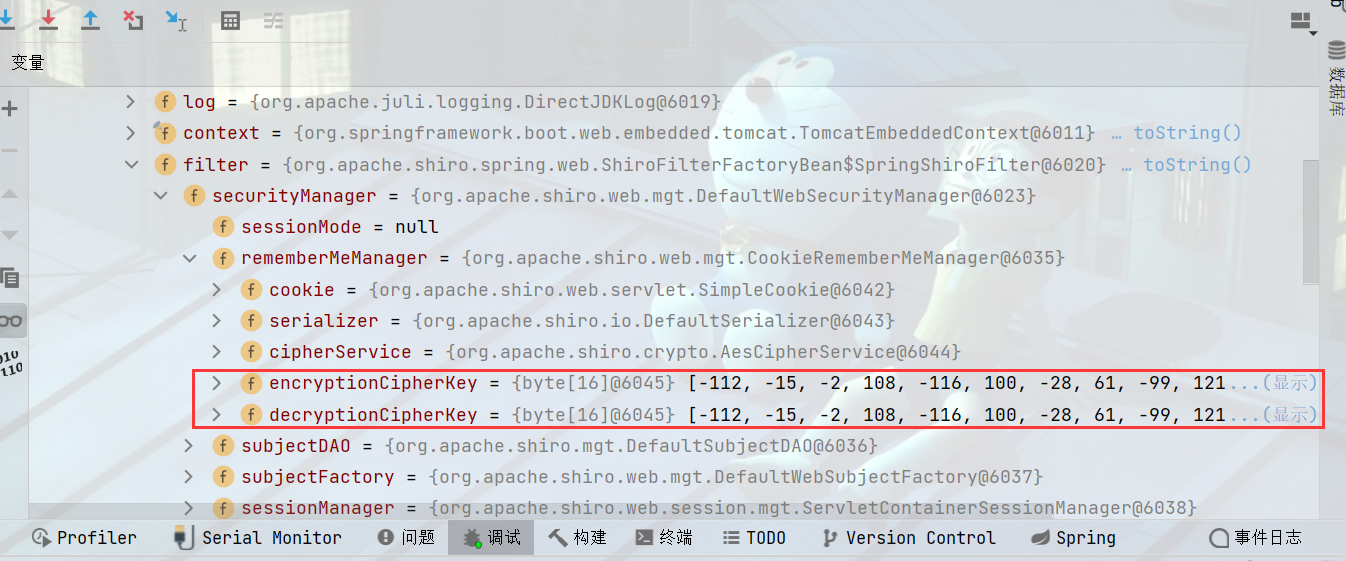 变量
log = {org.apache.juli.logging.DirectJDKLog@6019}
context = {org.springframework.boot.web.embedded.tomcat.TomcatEmbeddedContext@6011} … toString()
filter = {org.apache.shiro.spring.web.ShiroFilterFactoryBean$SpringShiroFilter@6020} … toString()
securityManager = {org.apache.shiro.web.mgt.DefaultWebSecurityManager@6023}
sessionMode = null
rememberMeManager = {org.apache.shiro.web.mgt.CookieRememberMeManager@6035}
cookie = {org.apache.shiro.web.servlet.SimpleCookie@6042}
serializer = {org.apache.shiro.io.DefaultSerializer@6043}
cipherService = {org.apache.shiro.crypto.AesCipherService@6044}
encryptionCipherKey = {byte[16]@6045} [-112, -15, -2, 108, -116, 100, -28, 61, -99, 121...(显示)
decryptionCipherKey = {byte[16]@6045} [-112, -15, -2, 108, -116, 100, -28, 61, -99, 121...(显示)
subjectDAO = {org.apache.shiro.mgt.DefaultSubjectDAO@6036}
subjectFactory = {org.apache.shiro.web.mgt.DefaultWebSubjectFactory@6037}
sessionManager = {org.apache.shiro.web.session.mgt.ServletContainerSessionManager@6038}
数据库
Profiler Serial Monitor 问题 调试 构建 终端 TODO Version Control Spring 事件日志